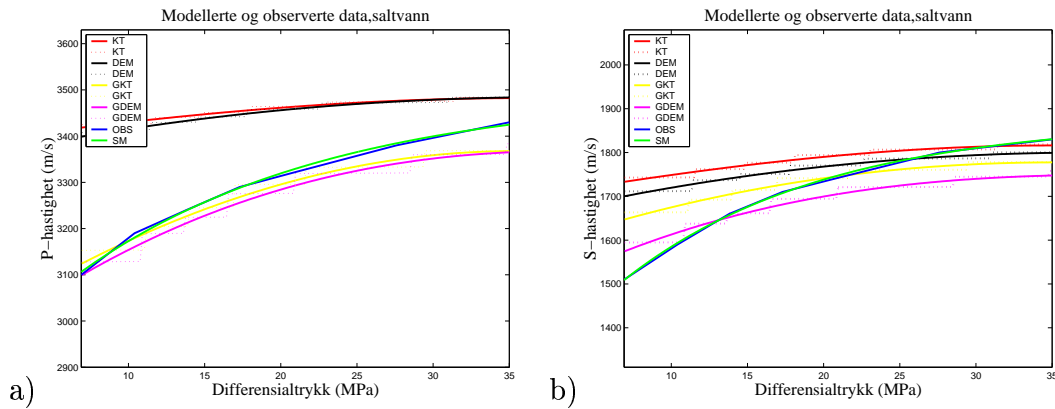 Modellerte og observerte data,saltvann
3600
3500
3400
3300
3200
3100
3000
2900
P−hastighet (m/s)
KT
KT
DEM
DEM
GKT
GKT
GDEM
GDEM
OBS
SM
10
15
20
25
30
35
Differensialtrykk (MPa)
a)
Modellerte og observerte data,saltvann
2000
1900
1800
1700
1600
1500
1400
S−hastighet (m/s)
KT
KT
DEM
DEM
GKT
GKT
GDEM
GDEM
OBS
SM
10
15
20
25
30
35
Differensialtrykk (MPa)
b)